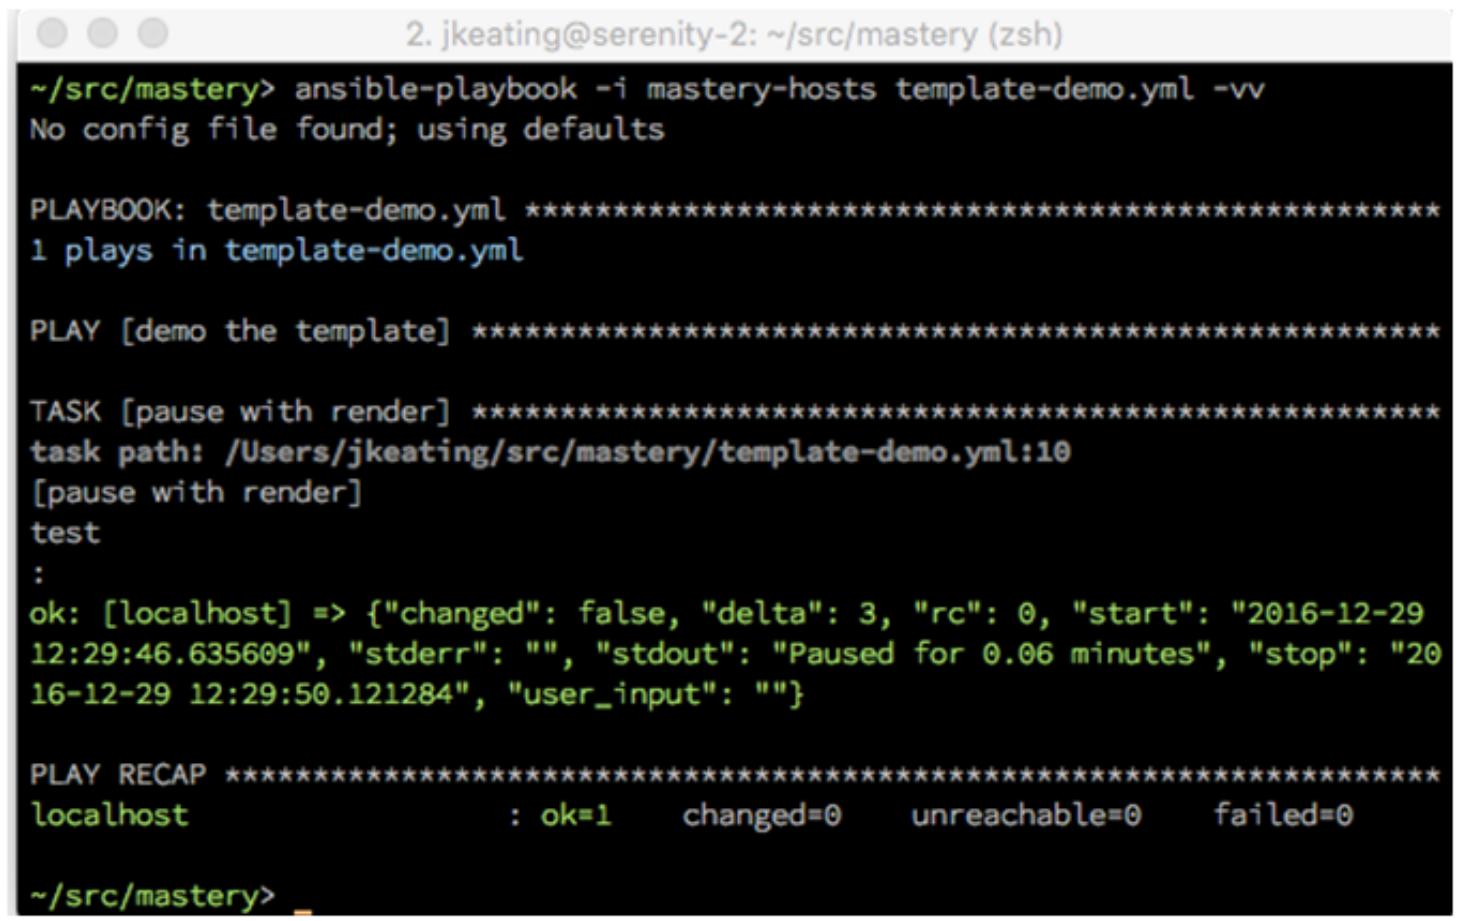 2. jkeating@serenity-2: ~/src/mastery (zsh)
~/src/mastery> ansible-playbook -i mastery-hosts template-demo.yml -vv
No config file found; using defaults
PLAYBOOK: template-demo.yml ****************************************************
1 plays in template-demo.yml
PLAY [demo the template] *******************************************************
TASK [pause with render] *******************************************************
task path: /Users/jkeating/src/mastery/template-demo.yml:10
[pause with render]
test
:
ok: [localhost] => {"changed": false, "delta": 3, "rc": 0, "start": "2016-12-29
12:29:46.635609", "stderr": "", "stdout": "Paused for 0.06 minutes", "stop": "20
16-12-29 12:29:50.121284", "user_input": ""}
PLAY RECAP *********************************************************************
localhost                  : ok=1    changed=0    unreachable=0    failed=0
~/src/mastery> _